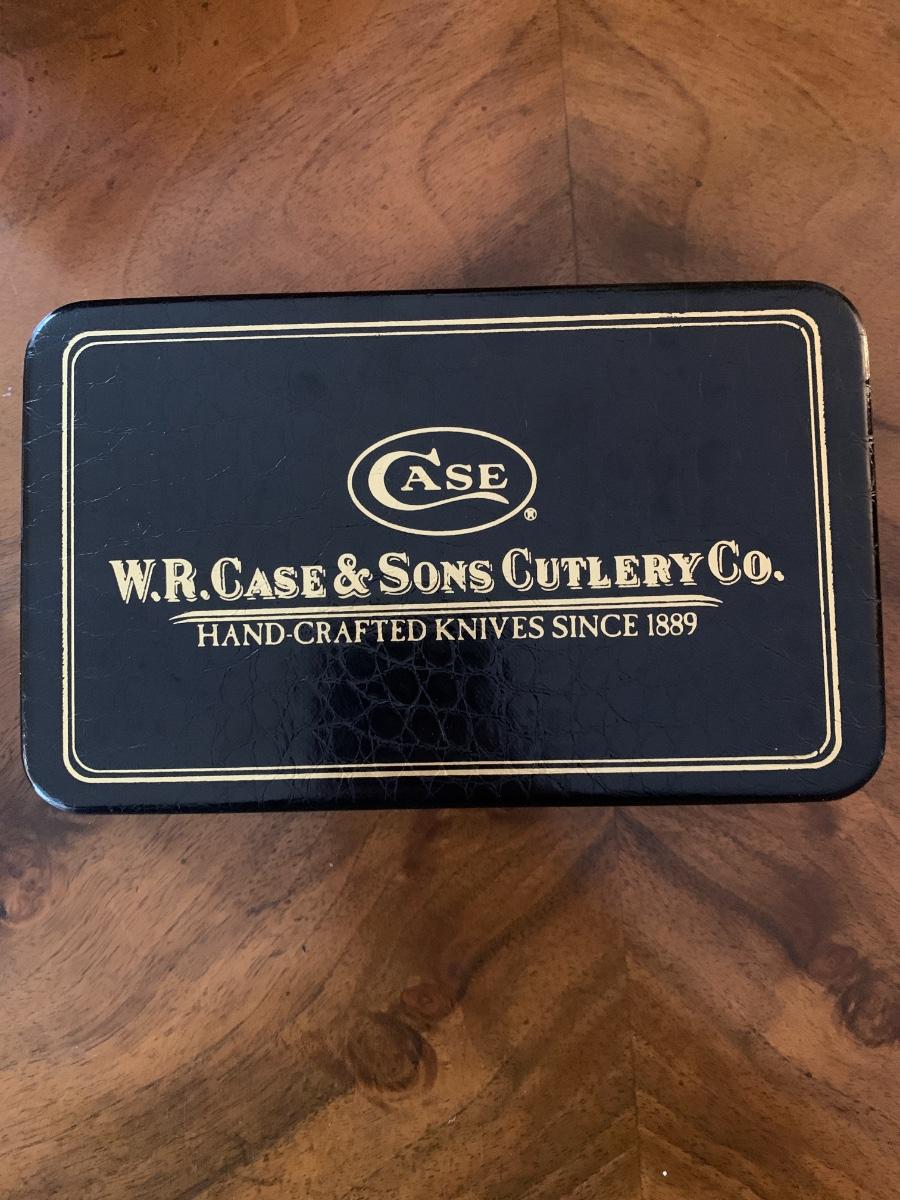 CASE
®
W.R. CASE & SONS CUTLERY CO.
HAND-CRAFTED KNIVES SINCE 1889